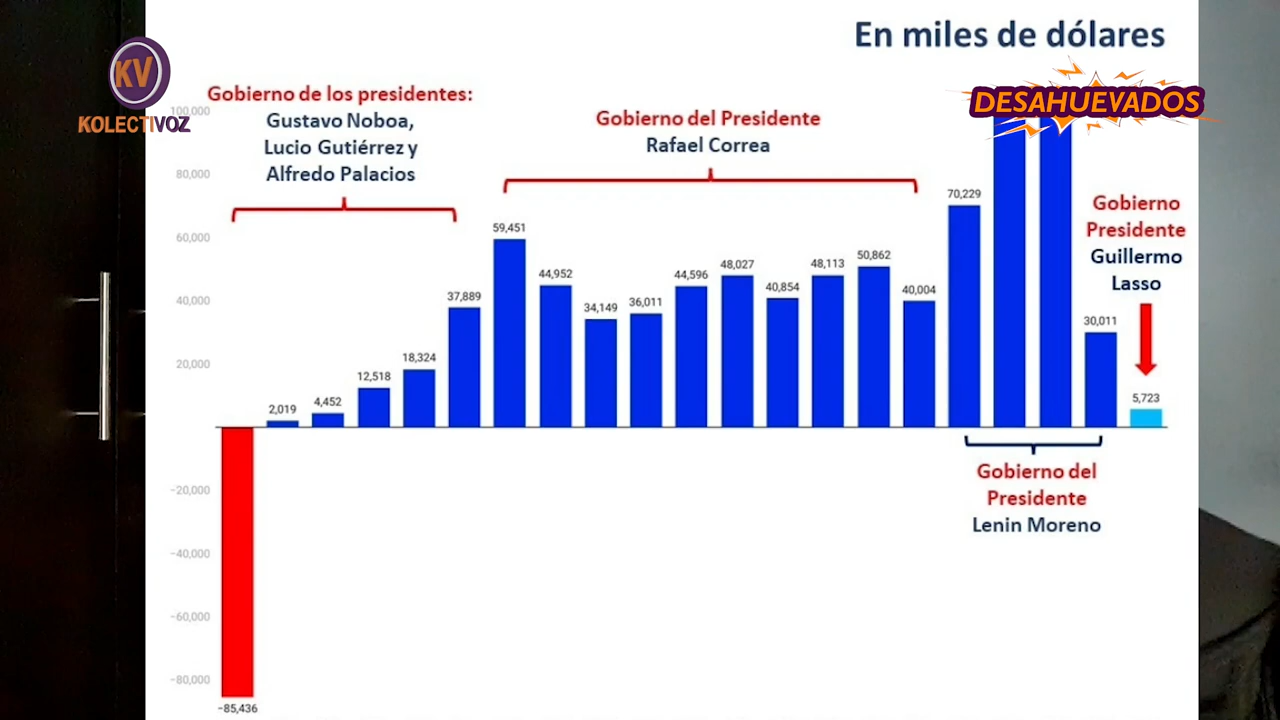 En miles de dólares
KV
KOLECTIVOZ
DESAHUEVADOS
Gobierno de los presidentes:
Gustavo Noboa,
Lucio Gutiérrez y
Alfredo Palacios
Gobierno del Presidente
Rafael Correa
Gobierno
Presidente
Guillermo
Lasso
100,000
80,000
60,000
40,000
20,000
−20,000
−40,000
−60,000
−80,000
−85,436
2,019
4,452
12,518
18,324
37,889
59,451
44,952
34,149
36,011
44,596
48,027
40,854
48,113
50,862
40,004
70,229
30,011
5,723
Gobierno del
Presidente
Lenin Moreno